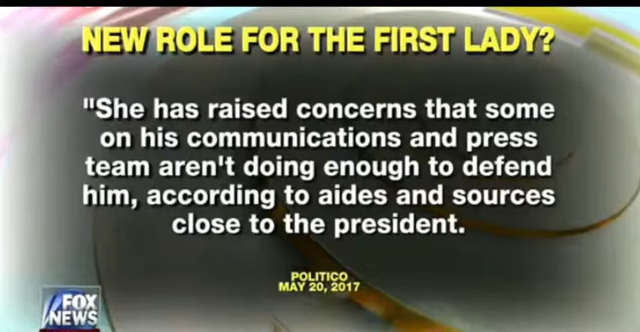 NEW ROLE FOR THE FIRST LADY?
"She has raised concerns that some
on his communications and press
team aren't doing enough to defend
him, according to aides and sources
close to the president.
POLITICO
MAY 20, 2017
FOX
NEWS